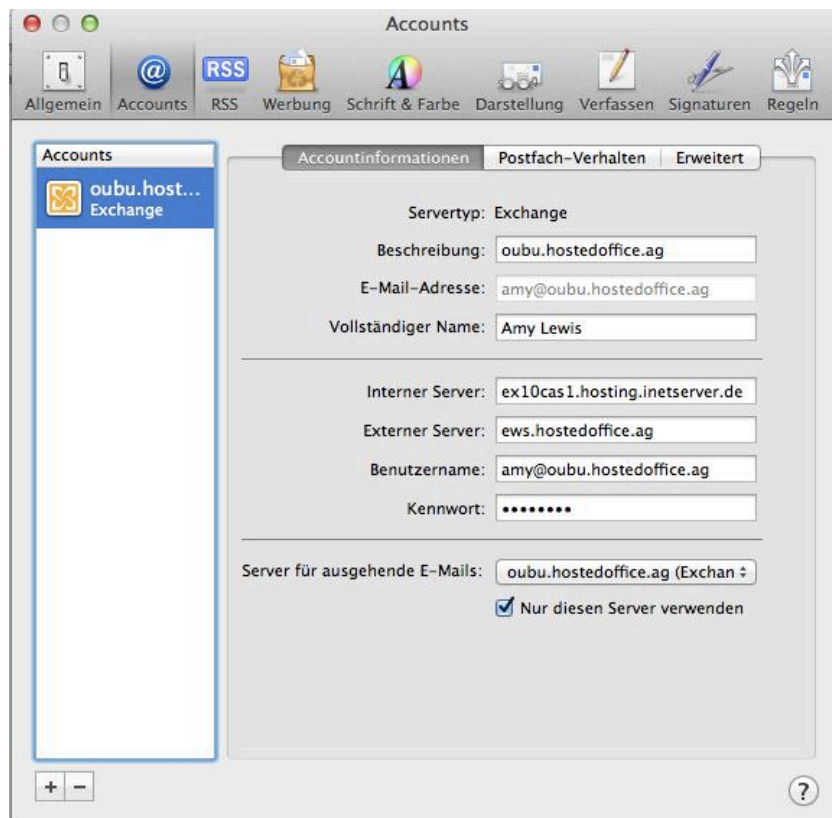 Accounts
@
RSS
A
Allgemein Accounts RSS Werbung Schrift & Farbe Darstellung Verfassen Signaturen Regeln
Accounts
oubu.host...
Exchange
Accountinformationen Postfach-Verhalten Erweitert
Servertyp: Exchange
Beschreibung: oubu.hostedoffice.ag
E-Mail-Adresse: amy@oubu.hostedoffice.ag
Vollständiger Name: Amy Lewis
Interner Server: ex10cas1.hosting.inetserver.de
Externer Server: ews.hostedoffice.ag
Benutzername: amy@oubu.hostedoffice.ag
Kennwort: ••••••••
Server für ausgehende E-Mails: oubu.hostedoffice.ag (Exchan
Nur diesen Server verwenden
+ −
?